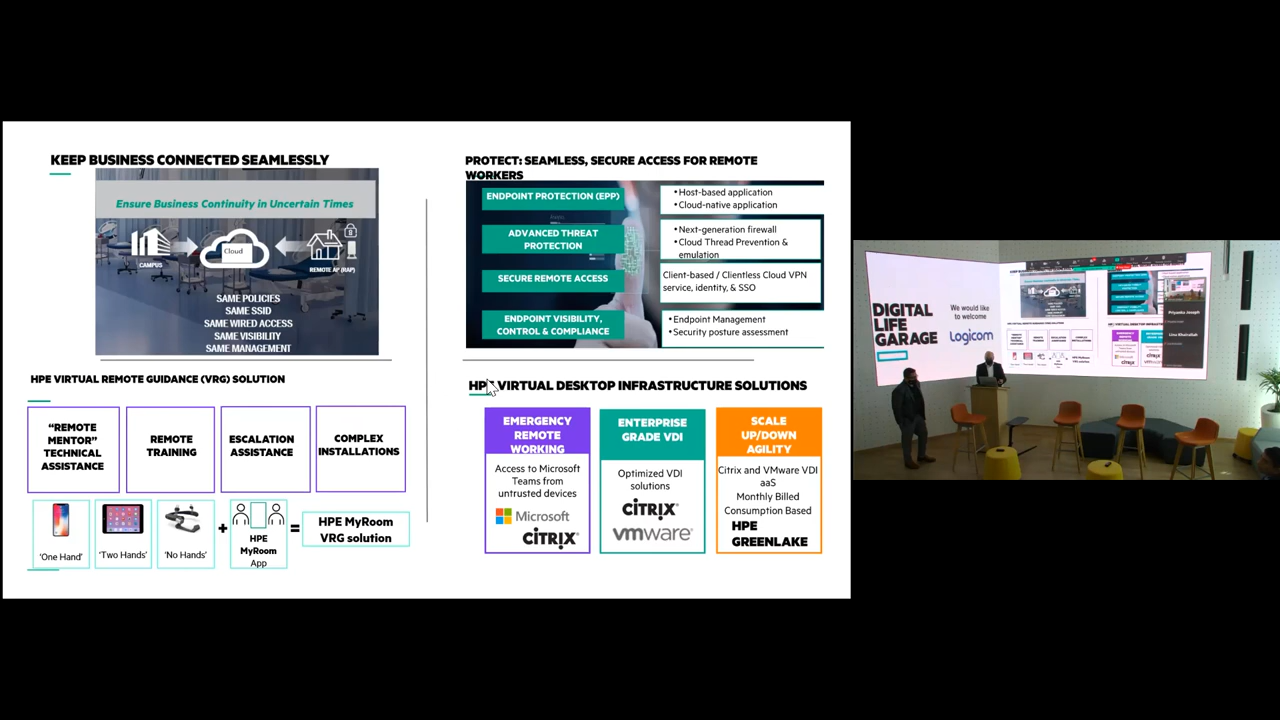 KEEP BUSINESS CONNECTED SEAMLESSLY
Ensure Business Continuity in Uncertain Times
Cloud
CAMPUS
REMOTE AP (RAP)
SAME POLICIES
SAME SSID
SAME WIRED ACCESS
SAME VISIBILITY
SAME MANAGEMENT
PROTECT: SEAMLESS, SECURE ACCESS FOR REMOTE
WORKERS
ENDPOINT PROTECTION (EPP)
• Host-based application
• Cloud-native application
ADVANCED THREAT
PROTECTION
• Next-generation firewall
• Cloud Thread Prevention &
emulation
SECURE REMOTE ACCESS
Client-based / Clientless Cloud VPN
service, identity, & SSO
ENDPOINT VISIBILITY,
CONTROL & COMPLIANCE
• Endpoint Management
• Security posture assessment
HPE VIRTUAL REMOTE GUIDANCE (VRG) SOLUTION
“REMOTE
MENTOR”
TECHNICAL
ASSISTANCE
REMOTE
TRAINING
ESCALATION
ASSISTANCE
COMPLEX
INSTALLATIONS
‘One Hand’
‘Two Hands’
‘No Hands’
+
HPE
MyRoom
App
=
HPE MyRoom
VRG solution
HPE VIRTUAL DESKTOP INFRASTRUCTURE SOLUTIONS
EMERGENCY
REMOTE
WORKING
Access to Microsoft
Teams from
untrusted devices
Microsoft
CITRIX
ENTERPRISE
GRADE VDI
Optimized VDI
solutions
CITRIX
vmware
SCALE
UP/DOWN
AGILITY
Citrix and VMware VDI
aaS
Monthly Billed
Consumption Based
HPE
GREENLAKE
DIGITAL
LIFE
GARAGE
We would like
to welcome
Logicom
Priyanka Joseph